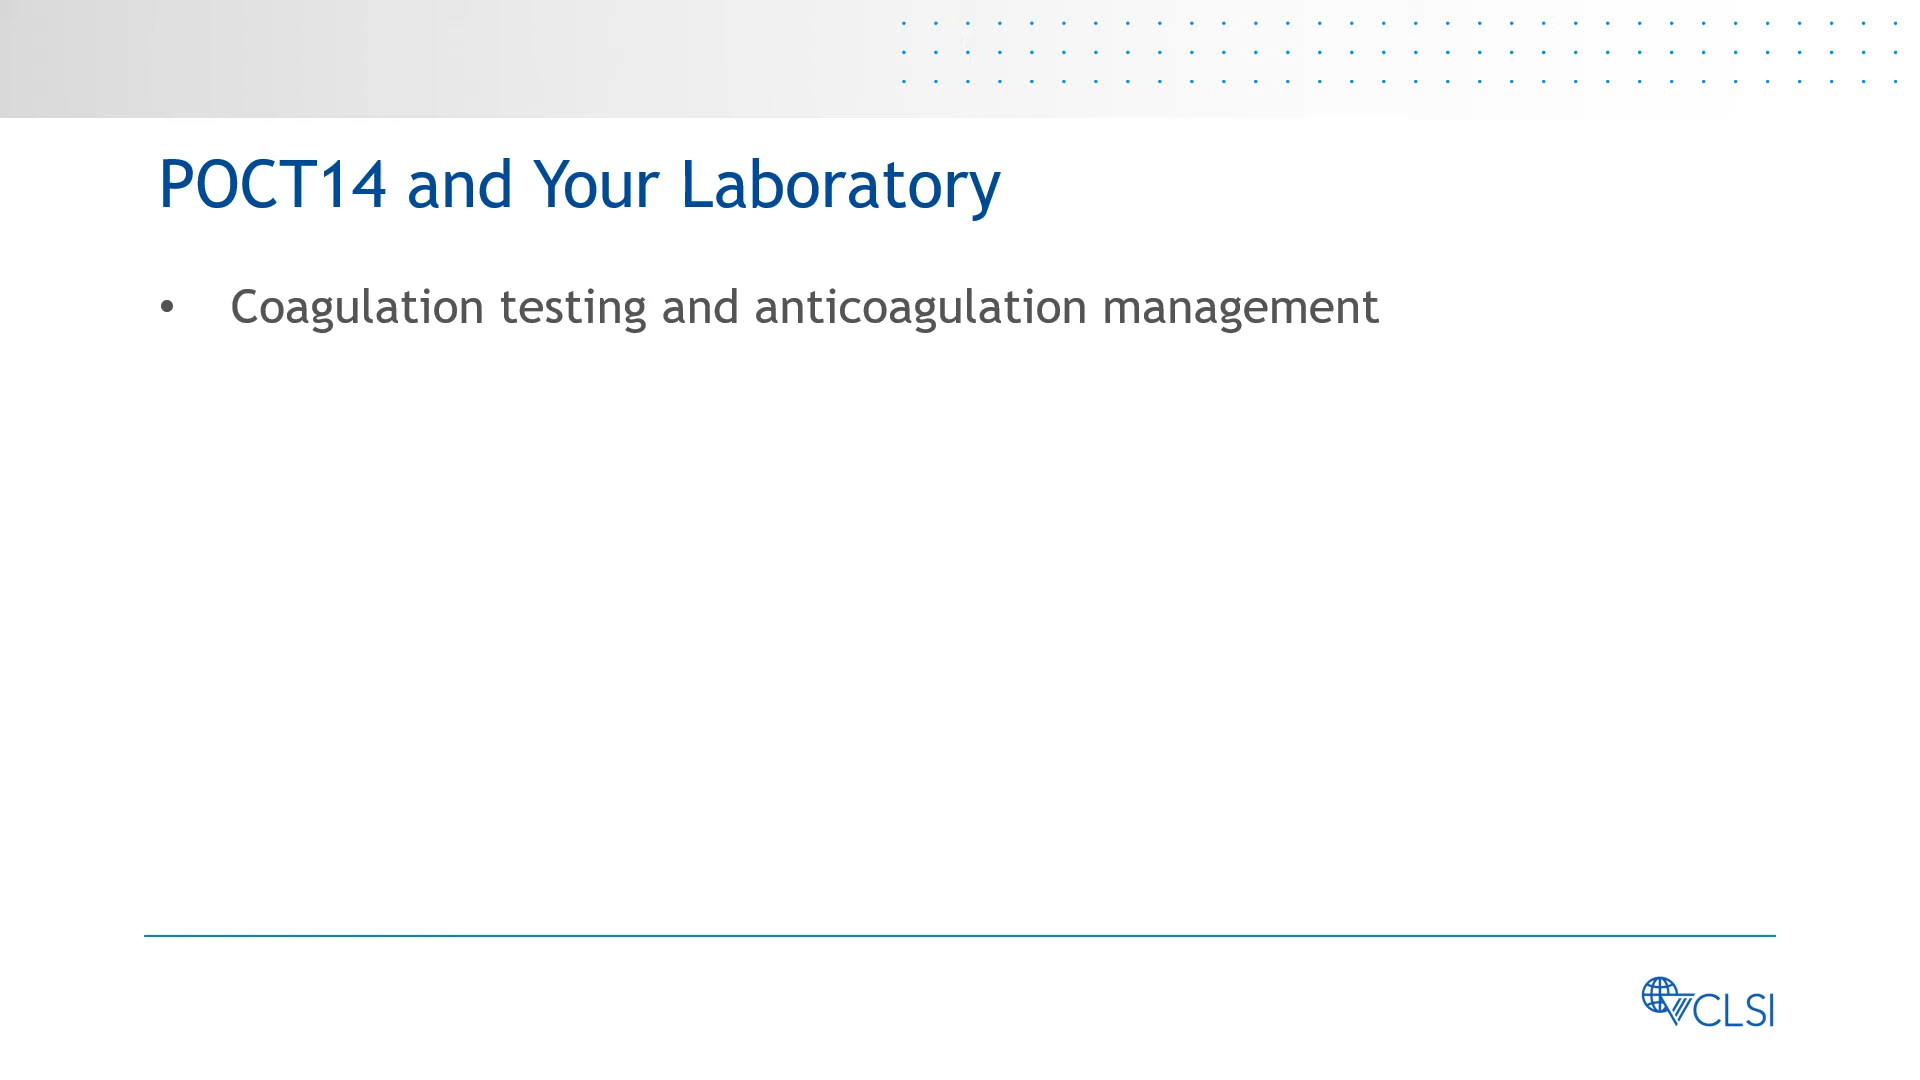 POCT14 and Your Laboratory
• Coagulation testing and anticoagulation management
CLSI